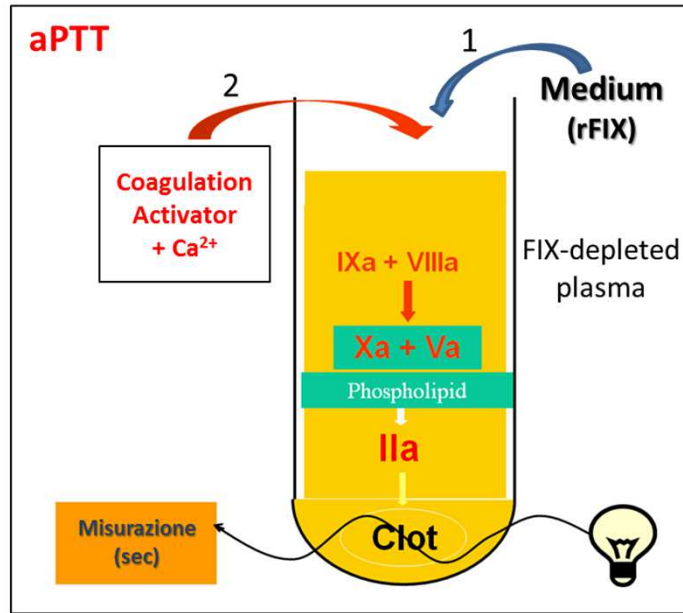 aPTT
1
2
Medium
(rFIX)
Coagulation
Activator
+ Ca²⁺
FIX-depleted
plasma
IXa + VIIIa
Xa + Va
Phospholipid
IIa
Clot
Misurazione
(sec)